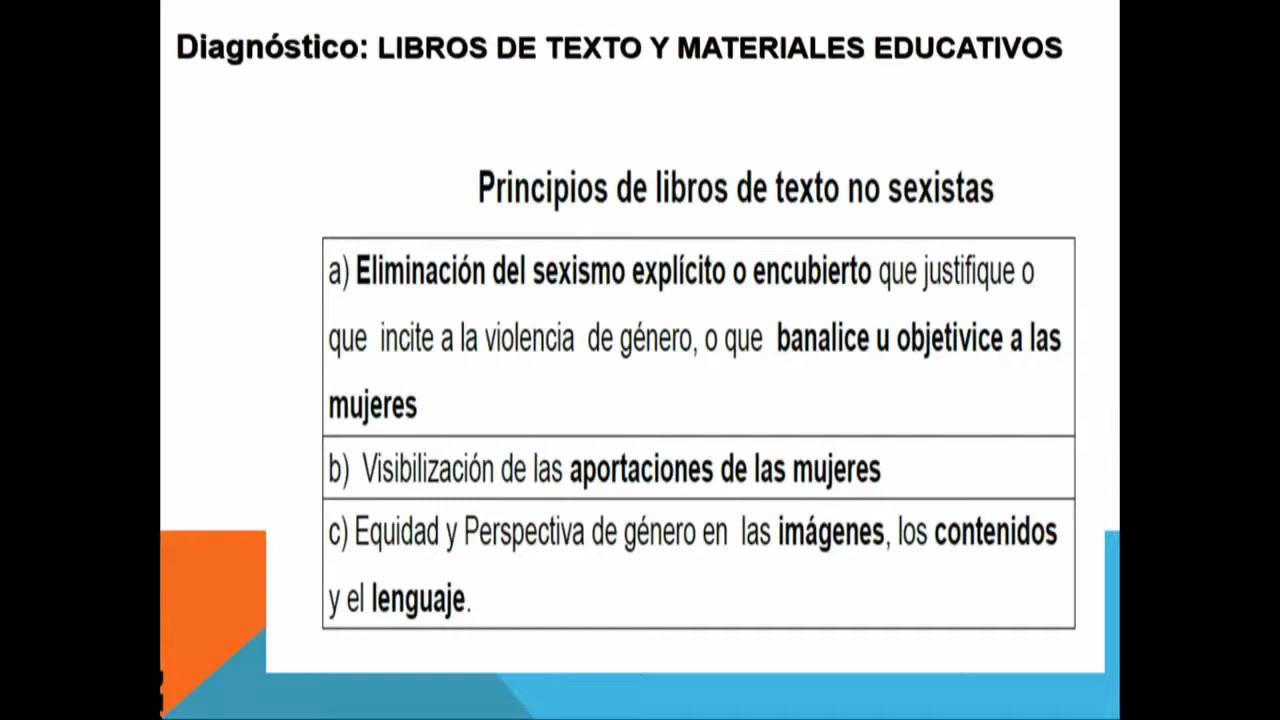 Diagnóstico: LIBROS DE TEXTO Y MATERIALES EDUCATIVOS
Principios de libros de texto no sexistas
a) Eliminación del sexismo explícito o encubierto que justifique o
que incite a la violencia de género, o que banalice u objetivice a las
mujeres
b) Visibilización de las aportaciones de las mujeres
c) Equidad y Perspectiva de género en las imágenes, los contenidos
y el lenguaje.